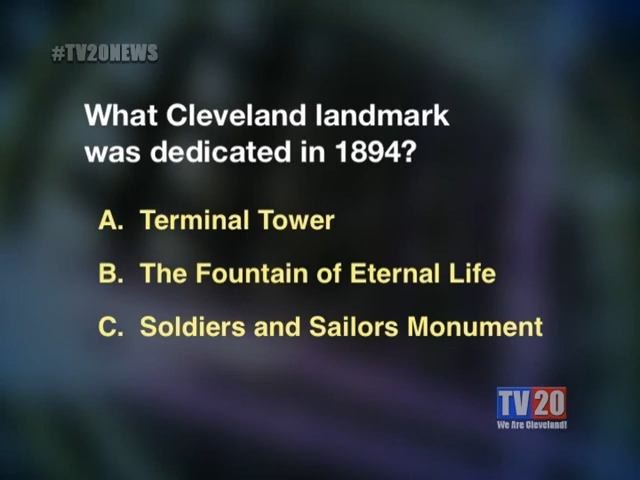 #TV20NEWS
What Cleveland landmark
was dedicated in 1894?
A. Terminal Tower
B. The Fountain of Eternal Life
C. Soldiers and Sailors Monument
TV20
We Are Cleveland!